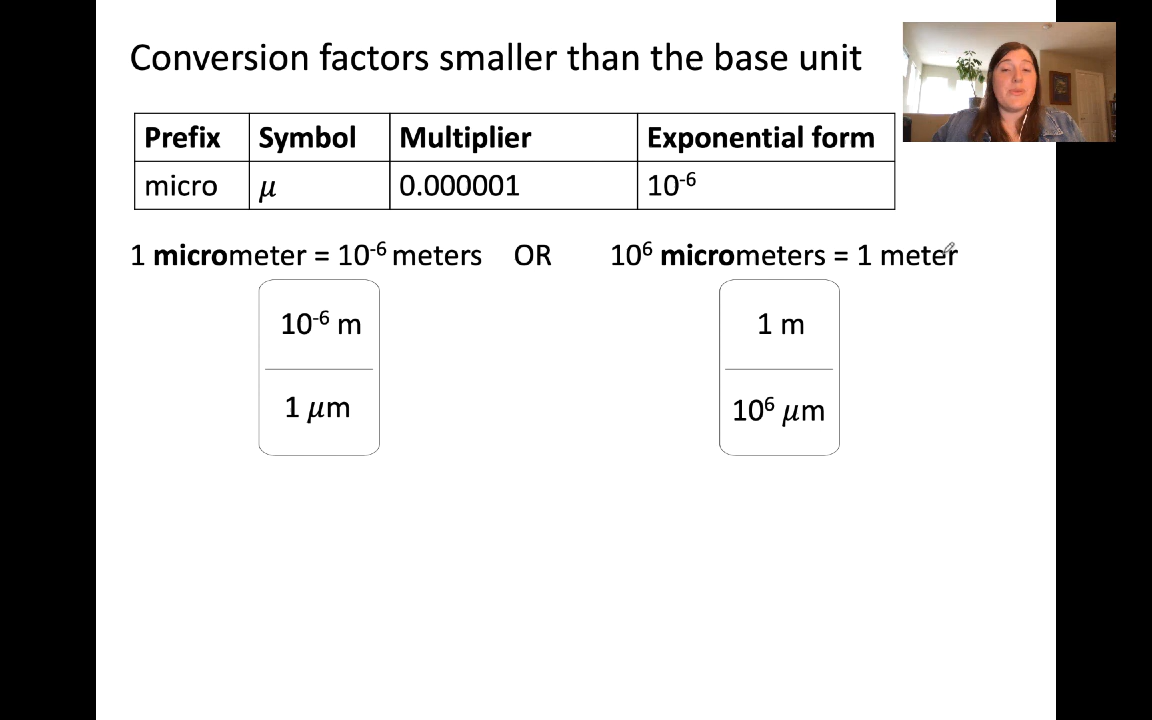 Conversion factors smaller than the base unit
Prefix Symbol Multiplier Exponential form
micro μ 0.000001 10⁻⁶
1 micrometer = 10⁻⁶ meters OR 10⁶ micrometers = 1 meter
10⁻⁶ m 1 m
1 μm 10⁶ μm